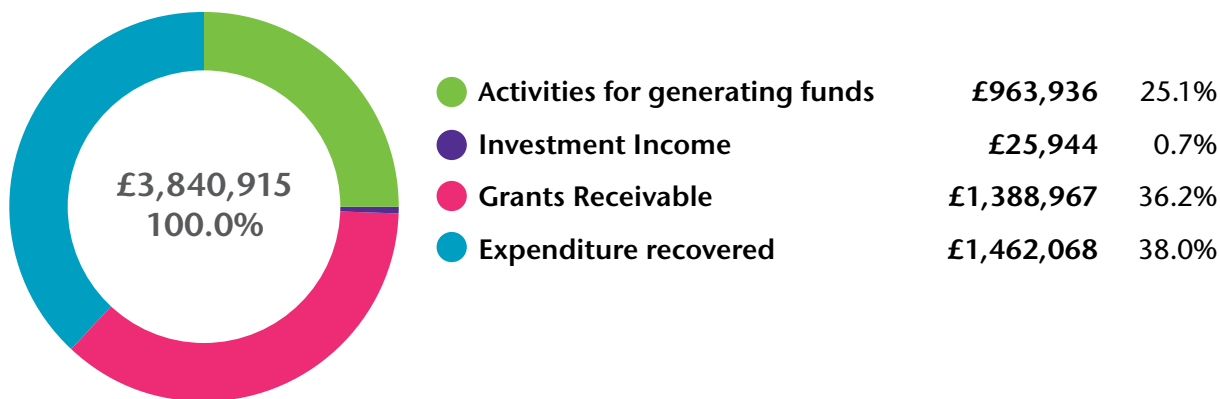 £3,840,915
100.0%
Activities for generating funds £963,936 25.1%
Investment Income £25,944 0.7%
Grants Receivable £1,388,967 36.2%
Expenditure recovered £1,462,068 38.0%